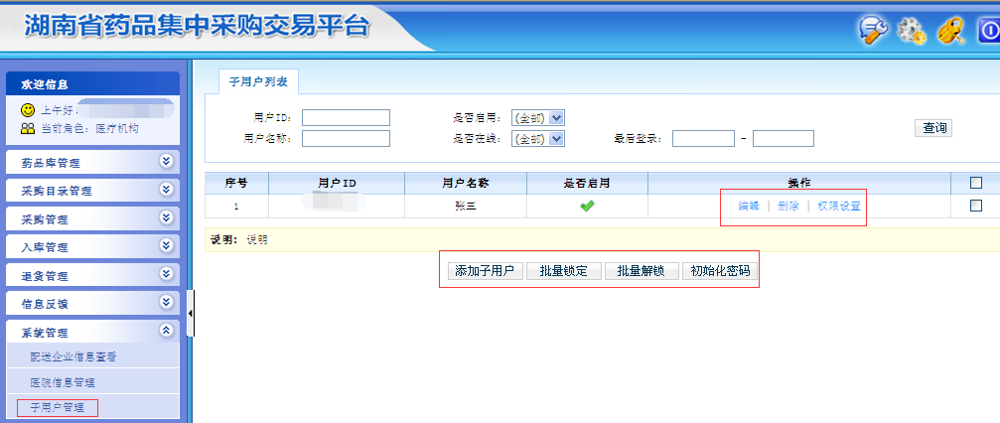 湖南省药品集中采购交易平台
欢迎信息
上午好
当前角色：医疗机构
药品库管理
采购目录管理
采购管理
入库管理
退货管理
信息反馈
系统管理
配送企业信息查看
医院信息管理
子用户管理
子用户列表
用户ID： 是否启用： (全部)
用户名称： 是否在线： (全部) 最后登录： -
查询
序号 用户ID 用户名称 是否启用 操作
1 张三 编辑 | 删除 | 权限设置
说明： 说明
添加子用户 批量锁定 批量解锁 初始化密码